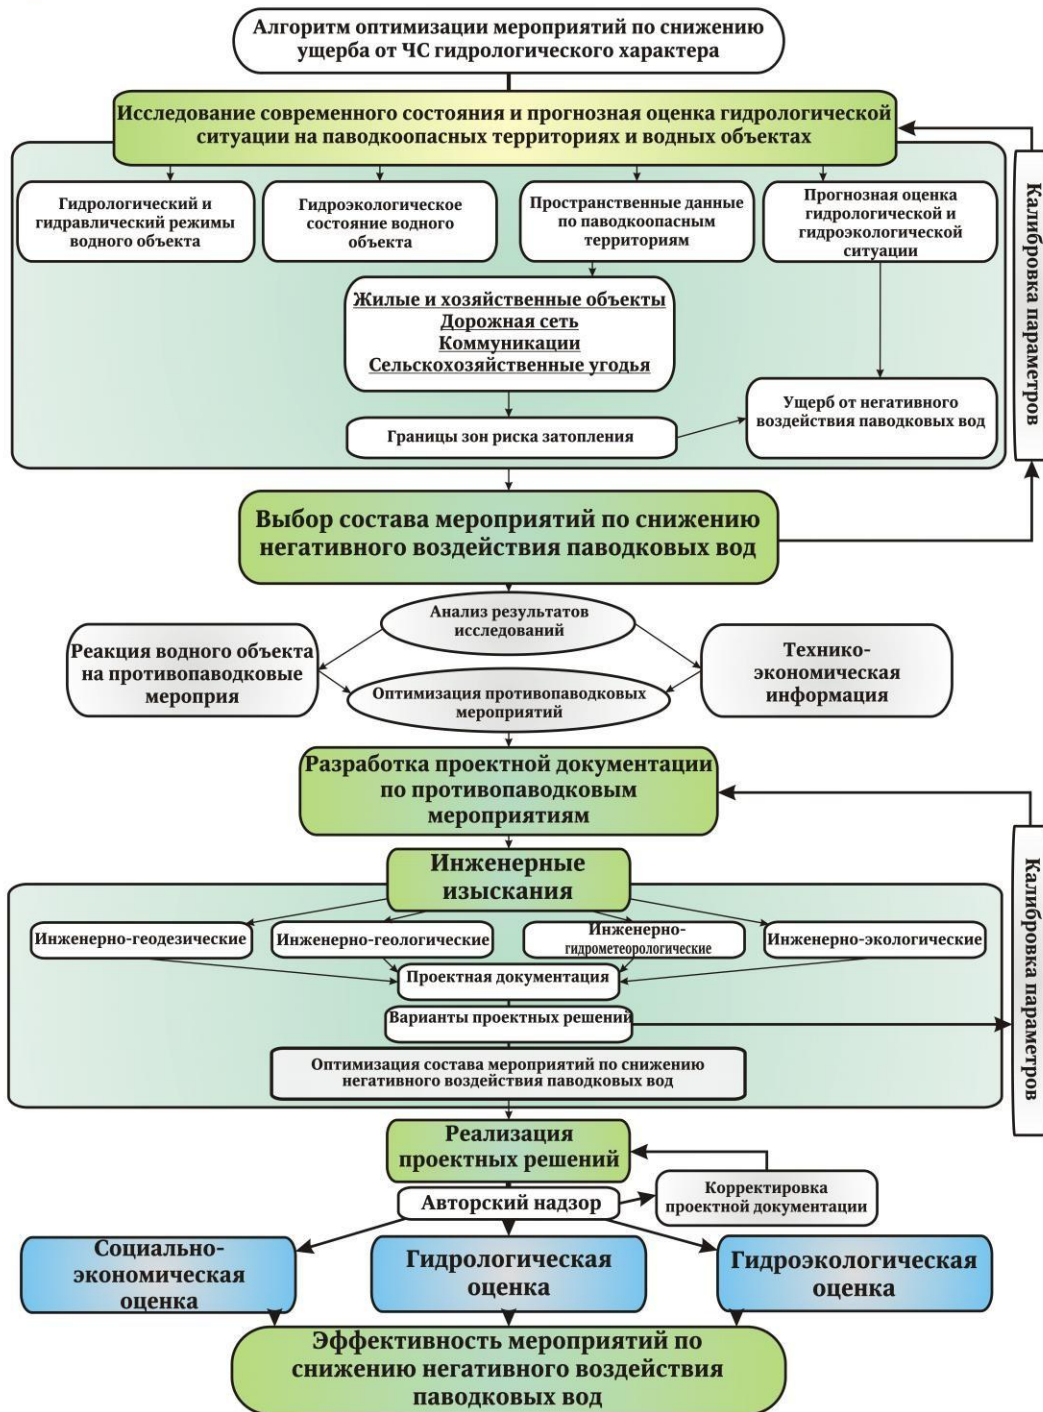 Алгоритм оптимизации мероприятий по снижению
ущерба от ЧС гидрологического характера
Исследование современного состояния и прогнозная оценка гидрологической
ситуации на паводкоопасных территориях и водных объектах
Гидрологический и
гидравлический режимы
водного объекта
Гидроэкологическое
состояние водного
объекта
Пространственные данные
по паводкоопасным
территориям
Прогнозная оценка
гидрологической и
гидроэкологической
ситуации
Калибровка параметров
Жилые и хозяйственные объекты
Дорожная сеть
Коммуникации
Сельскохозяйственные угодья
Ущерб от негативного
воздействия паводковых вод
Границы зон риска затопления
Выбор состава мероприятий по снижению
негативного воздействия паводковых вод
Анализ результатов
исследований
Реакция водного объекта
на противопаводковые
мероприя
Технико-
экономическая
информация
Оптимизация противопаводковых
мероприятий
Разработка проектной документации
по противопаводковым
мероприятиям
Инженерные
изыскания
Калибровка параметров
Инженерно-геодезические
Инженерно-геологические
Инженерно-
гидрометеорологические
Инженерно-экологические
Проектная документация
Варианты проектных решений
Оптимизация состава мероприятий по снижению
негативного воздействия паводковых вод
Реализация
проектных решений
Авторский надзор
Корректировка
проектной документации
Социально-
экономическая
оценка
Гидрологическая
оценка
Гидроэкологическая
оценка
Эффективность мероприятий по
снижению негативного воздействия
паводковых вод